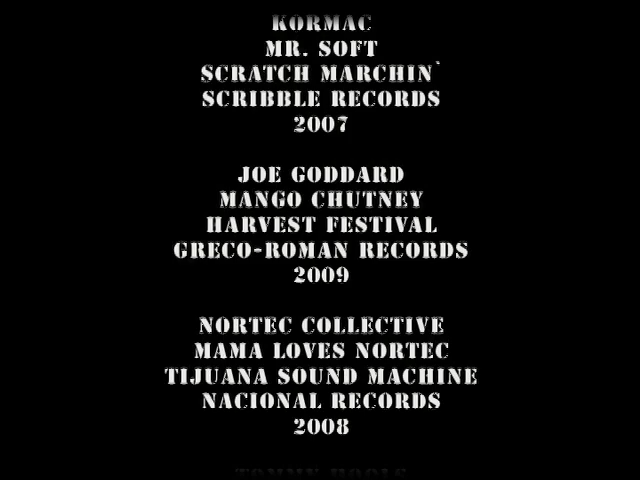 KORMAC
MR. SOFT
SCRATCH MARCHIN`
SCRIBBLE RECORDS
2007
JOE GODDARD
MANGO CHUTNEY
HARVEST FESTIVAL
GRECO-ROMAN RECORDS
2009
NORTEC COLLECTIVE
MAMA LOVES NORTEC
TIJUANA SOUND MACHINE
NACIONAL RECORDS
2008